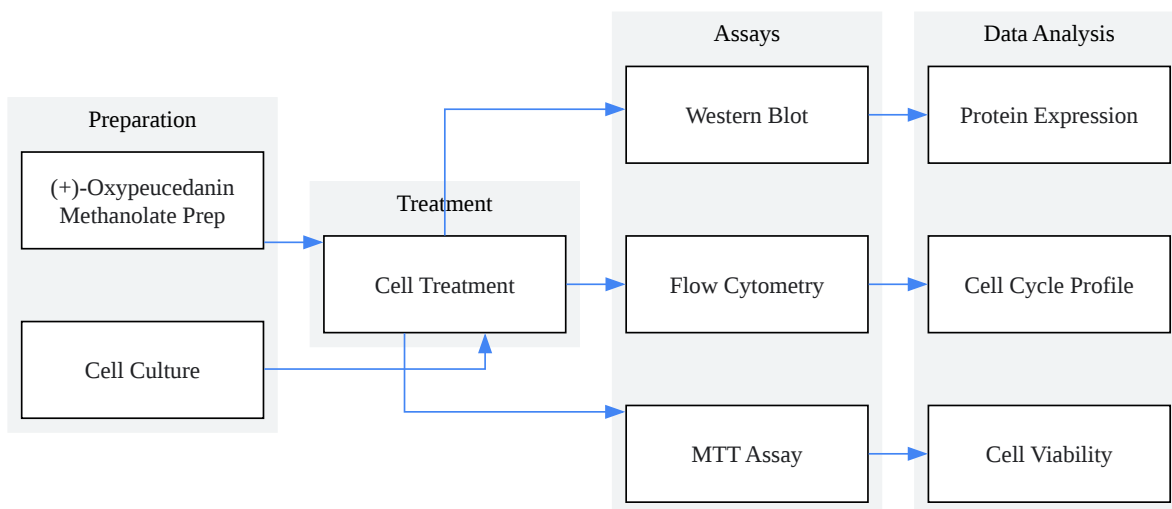 Preparation
(+)-Oxypeucedanin
Methanolate Prep
Cell Culture
Treatment
Cell Treatment
Assays
Western Blot
Flow Cytometry
MTT Assay
Data Analysis
Protein Expression
Cell Cycle Profile
Cell Viability